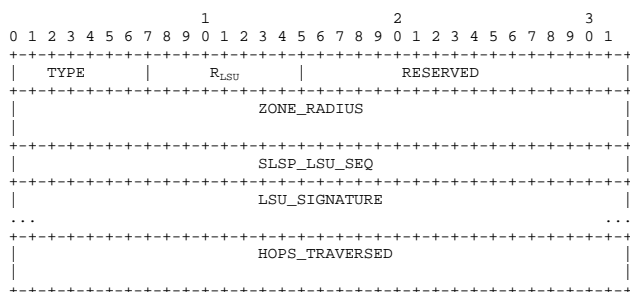 1 2 3
0 1 2 3 4 5 6 7 8 9 0 1 2 3 4 5 6 7 8 9 0 1 2 3 4 5 6 7 8 9 0 1
TYPE R_LSU RESERVED
ZONE_RADIUS
SLSP_LSU_SEQ
LSU_SIGNATURE
... ...
HOPS_TRAVERSED